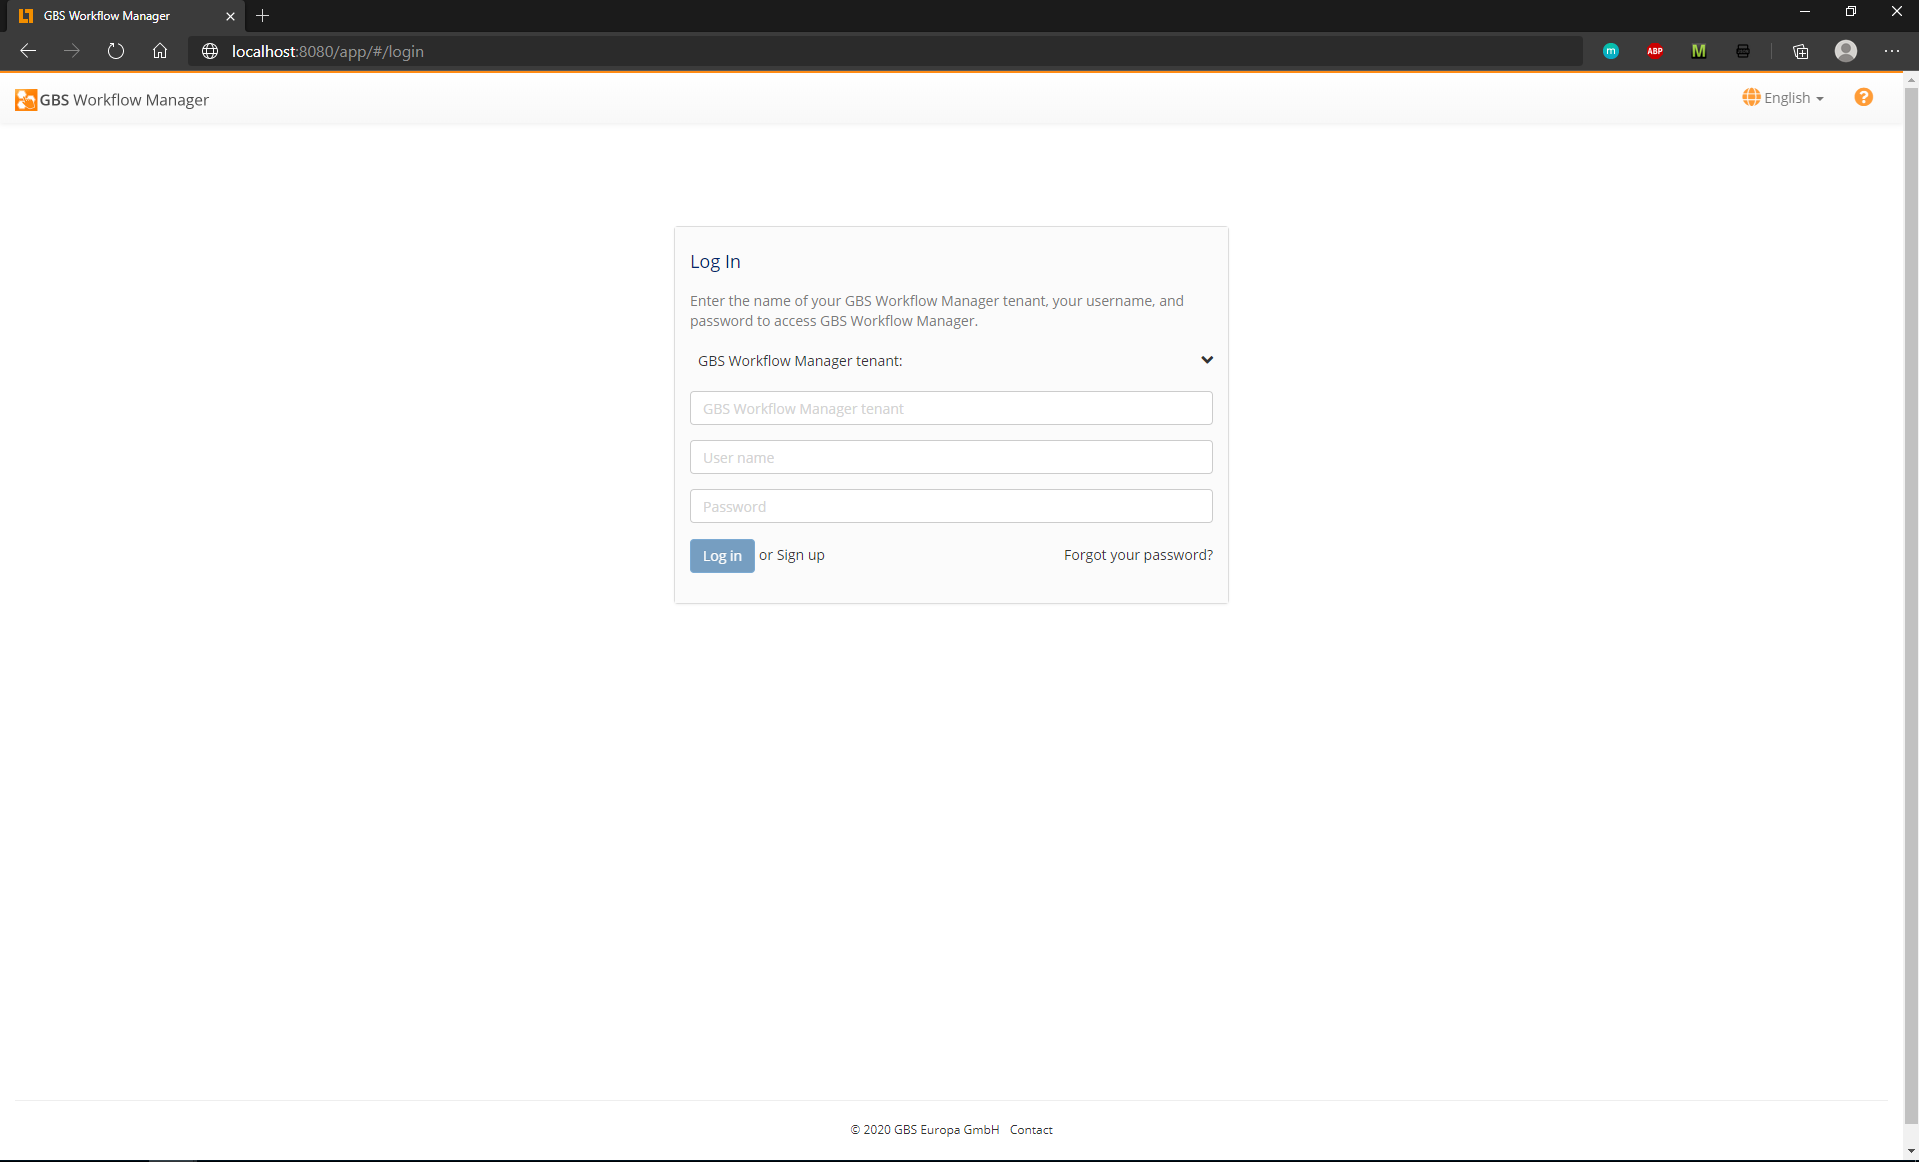 GBS Workflow Manager
localhost:8080/app/#/login
m
ABP
M
GBS Workflow Manager
English
?
Log In
Enter the name of your GBS Workflow Manager tenant, your username, and
password to access GBS Workflow Manager.
GBS Workflow Manager tenant:
GBS Workflow Manager tenant
User name
Password
Log in or Sign up Forgot your password?
© 2020 GBS Europa GmbH Contact